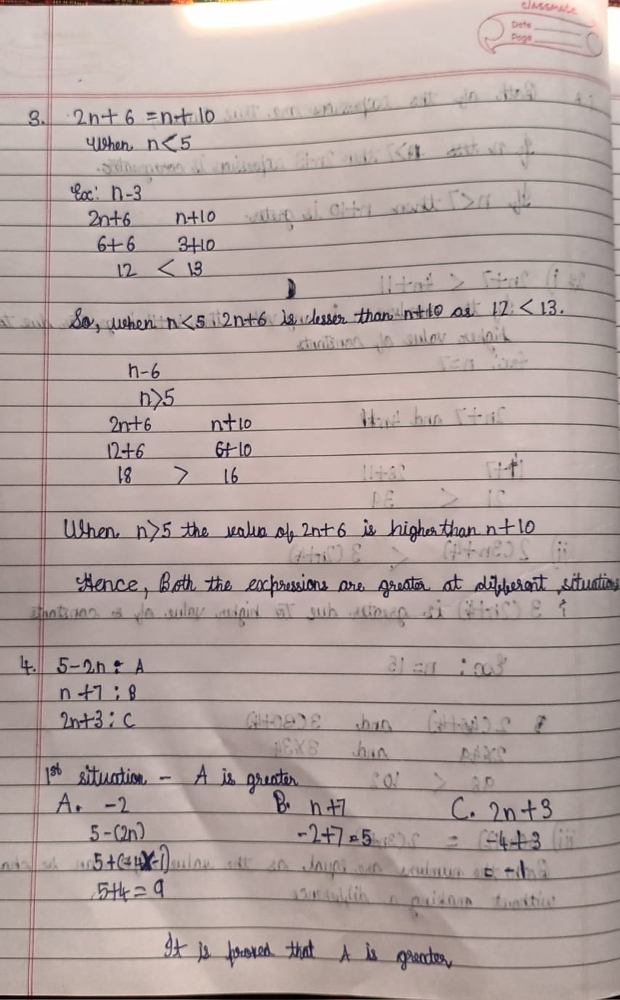 classmate
Date
Page
3. 2n+6 = n+10
When n<5
Ex: n-3
2n+6 n+10
6+6 3+10
12 < 13
So, when n<5, 2n+6 is lesser than n+10 as 12 < 13.
n-6
n>5
2n+6 n+10
12+6 6+10
18 > 16
When n>5 the value of 2n+6 is higher than n+10
Hence, Both the expressions are greater at different situations
4. 5-2n : A
n+7 : B
2n+3 : C
1st situation - A is greater
A. -2 B. n+7 C. 2n+3
5-(2n) -2+7=5 = -4+3
5+(-4x-1) = -1
5+4=9
It is proved that A is greater